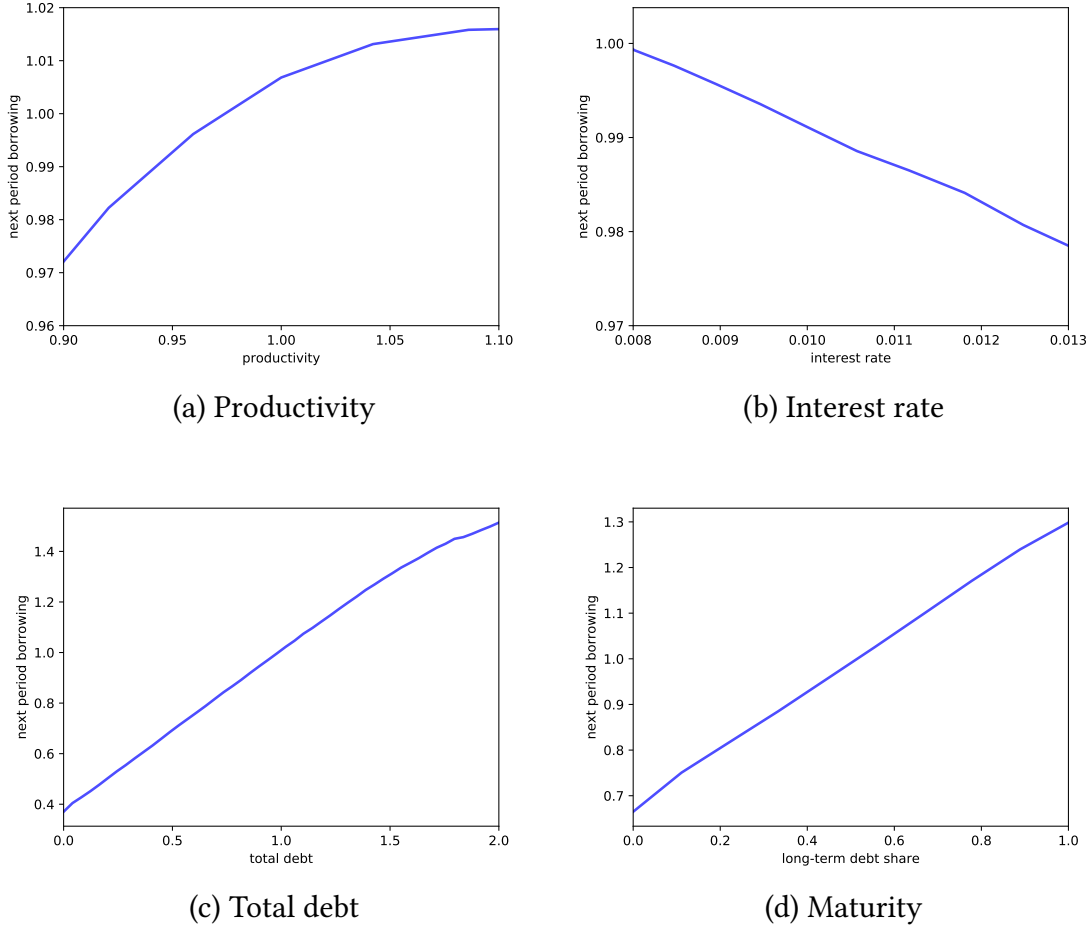 1.02
1.01
1.00
0.99
0.98
0.97
0.96
next period borrowing
0.90 0.95 1.00 1.05 1.10
productivity
(a) Productivity
1.00
0.99
0.98
0.97
next period borrowing
0.008 0.009 0.010 0.011 0.012 0.013
interest rate
(b) Interest rate
1.4
1.2
1.0
0.8
0.6
0.4
next period borrowing
0.0 0.5 1.0 1.5 2.0
total debt
(c) Total debt
1.3
1.2
1.1
1.0
0.9
0.8
0.7
next period borrowing
0.0 0.2 0.4 0.6 0.8 1.0
long-term debt share
(d) Maturity